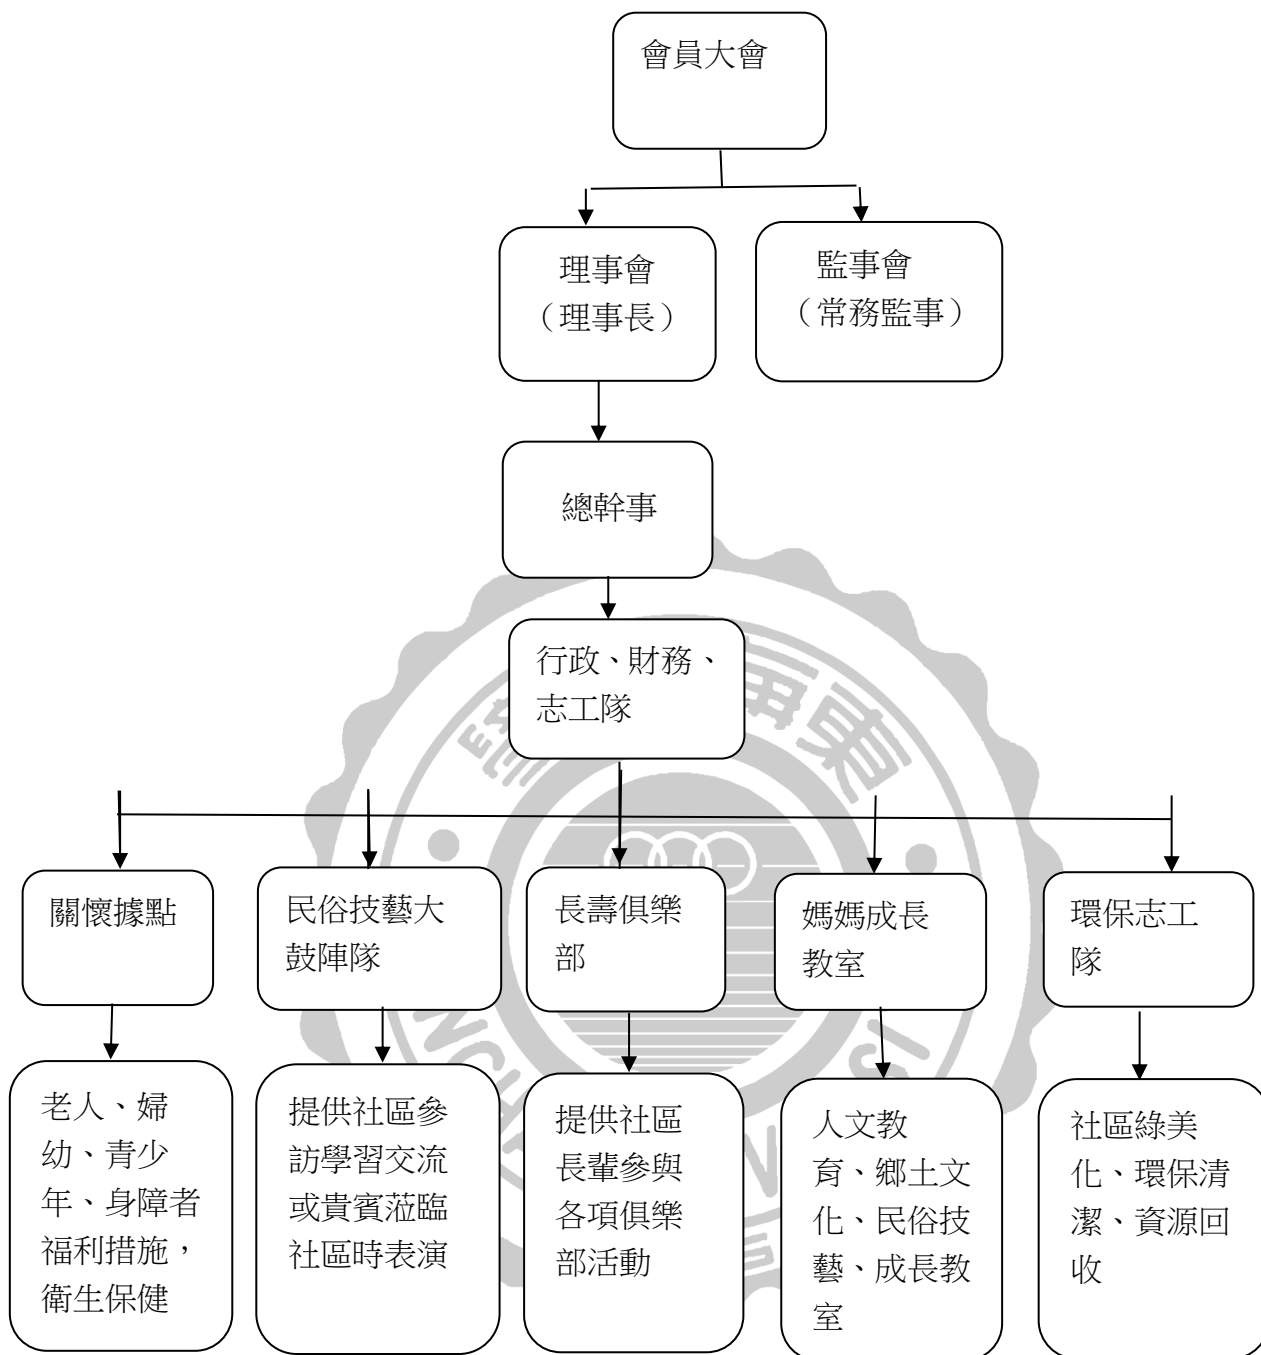 會員大會
理事會
（理事長）
監事會
（常務監事）
總幹事
行政、財務、
志工隊
關懷據點
民俗技藝大
鼓陣隊
長壽俱樂
部
媽媽成長
教室
環保志工
隊
老人、婦
幼、青少
年、身障者
福利措施，
衛生保健
提供社區參
訪學習交流
或貴賓蒞臨
社區時表演
提供社區
長輩參與
各項俱樂
部活動
人文教
育、鄉土文
化、民俗技
藝、成長教
室
社區綠美
化、環保清
潔、資源回
收